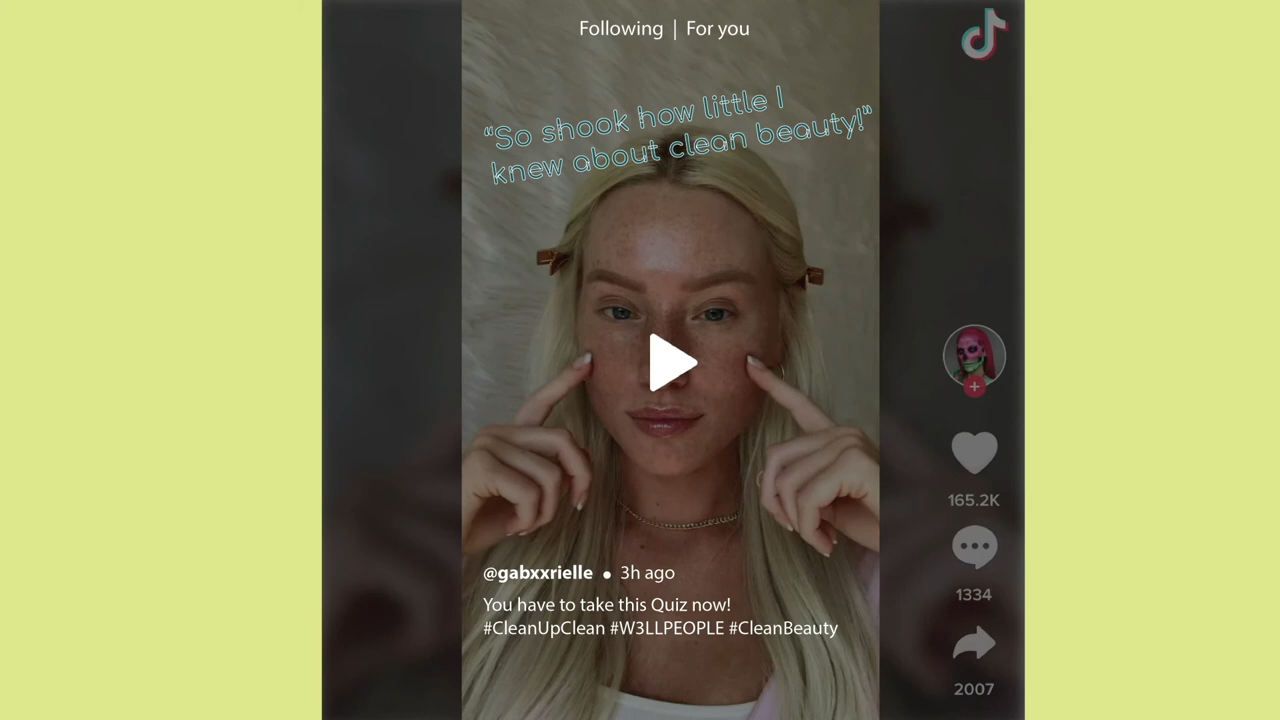 Following | For you
“So shook how little I
knew about clean beauty!”
165.2K
1334
@gabxxrielle ● 3h ago
You have to take this Quiz now!
#CleanUpClean #W3LLPEOPLE #CleanBeauty
2007